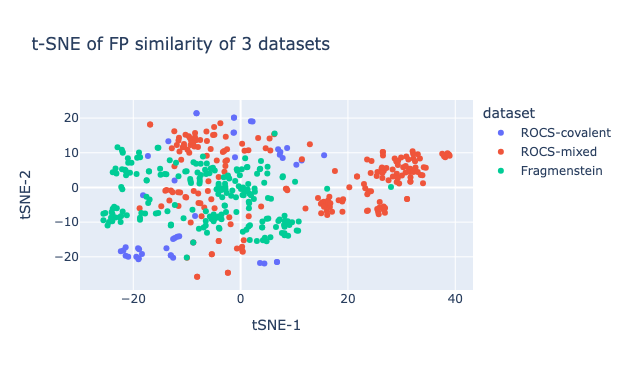 t-SNE of FP similarity of 3 datasets
dataset
ROCS-covalent
ROCS-mixed
Fragmenstein
20
10
0
−10
−20
tSNE-2
−20
0
20
40
tSNE-1